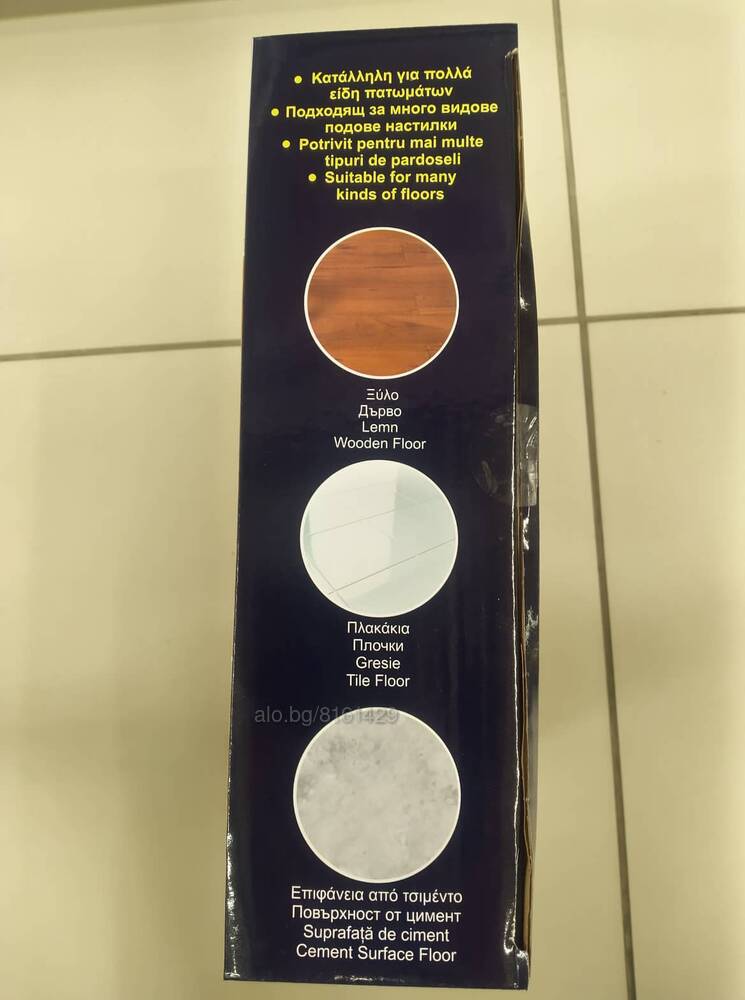 • Κατάλληλη για πολλά
είδη πατωμάτων
• Подходящ за много видове
подове настилки
• Potrivit pentru mai multe
tipuri de pardoseli
• Suitable for many
kinds of floors
Ξύλο
Дърво
Lemn
Wooden Floor
Πλακάκια
Плочки
Gresie
Tile Floor
alo.bg/8161429
Επιφάνεια από τσιμέντο
Повърхност от цимент
Suprafață de ciment
Cement Surface Floor